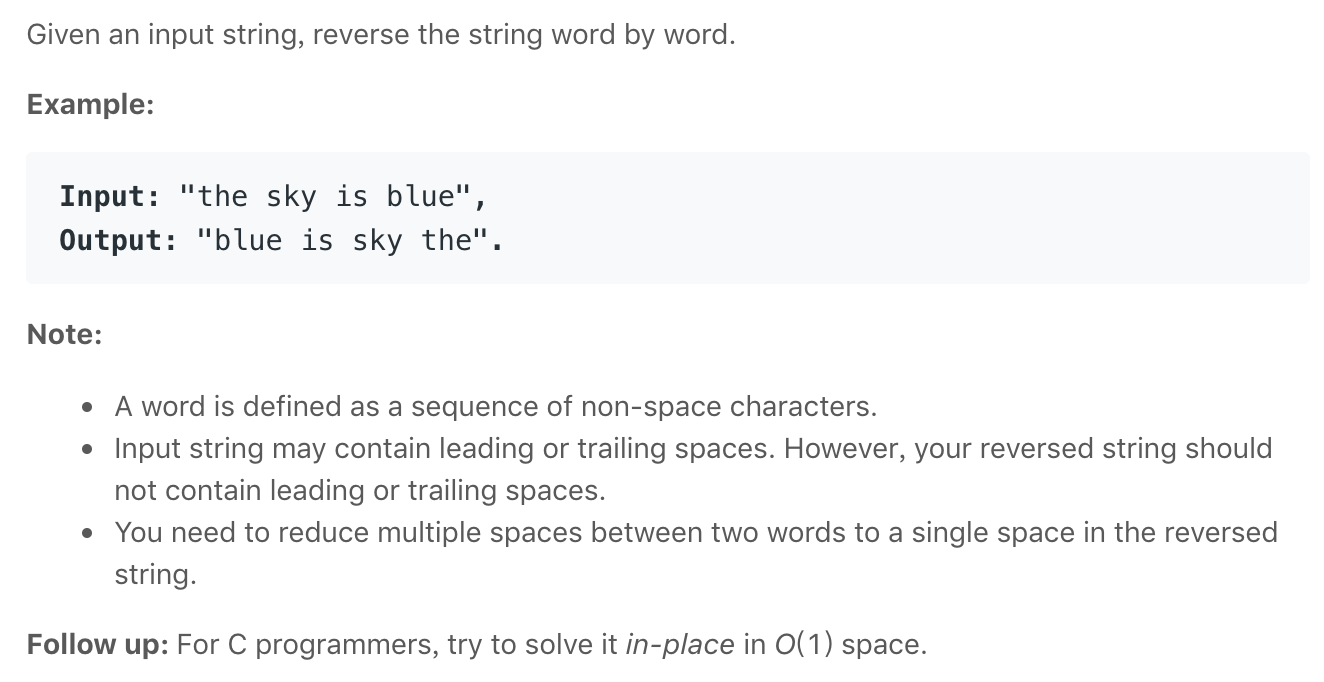 Given an input string, reverse the string word by word.
Example:
Input: "the sky is blue",
Output: "blue is sky the".
Note:
• A word is defined as a sequence of non-space characters.
• Input string may contain leading or trailing spaces. However, your reversed string should
not contain leading or trailing spaces.
• You need to reduce multiple spaces between two words to a single space in the reversed
string.
Follow up: For C programmers, try to solve it in-place in O(1) space.